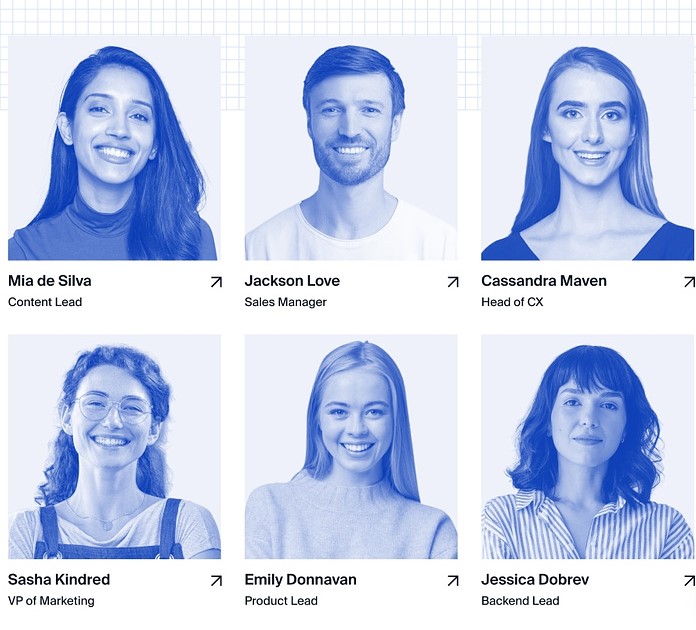 Mia de Silva
Content Lead
Jackson Love
Sales Manager
Cassandra Maven
Head of CX
Sasha Kindred
VP of Marketing
Emily Donnavan
Product Lead
Jessica Dobrev
Backend Lead